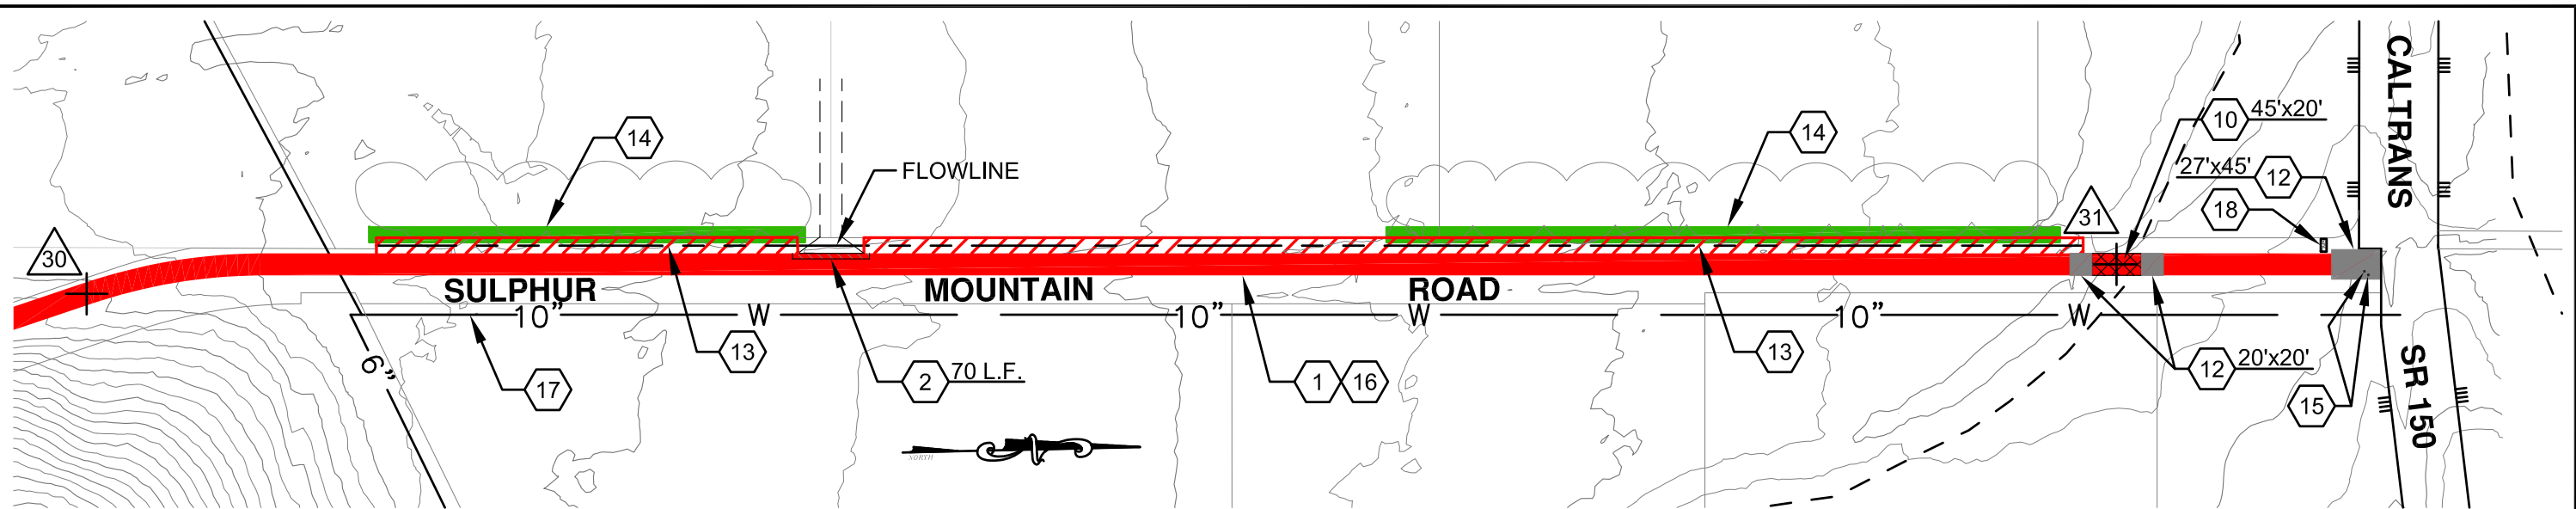 CALTRANS
10 45'x20'
14
14
27'x45' 12
FLOWLINE
18
31
30
SULPHUR MOUNTAIN ROAD
10” W 10” W 10” W
6”
13
13
2 70 L.F.
1 16
12 20'x20'
17
15
SR 150
NORTH